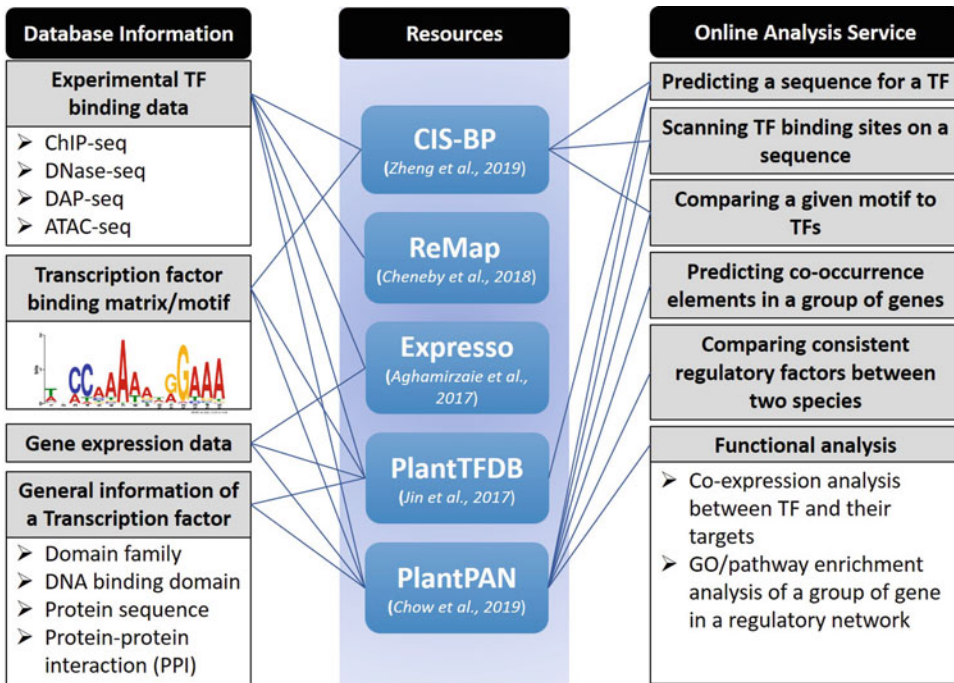 Database Information
Experimental TF
binding data
➢ ChIP-seq
➢ DNase-seq
➢ DAP-seq
➢ ATAC-seq
Transcription factor
binding matrix/motif
Gene expression data
General information of
a Transcription factor
➢ Domain family
➢ DNA binding domain
➢ Protein sequence
➢ Protein-protein
interaction (PPI)
Resources
CIS-BP
(Zheng et al., 2019)
ReMap
(Cheneby et al., 2018)
Expresso
(Aghamirzaie et al.,
2017)
PlantTFDB
(Jin et al., 2017)
PlantPAN
(Chow et al., 2019)
Online Analysis Service
Predicting a sequence for a TF
Scanning TF binding sites on a
sequence
Comparing a given motif to
TFs
Predicting co-occurrence
elements in a group of genes
Comparing consistent
regulatory factors between
two species
Functional analysis
➢ Co-expression analysis
between TF and their
targets
➢ GO/pathway enrichment
analysis of a group of gene
in a regulatory network